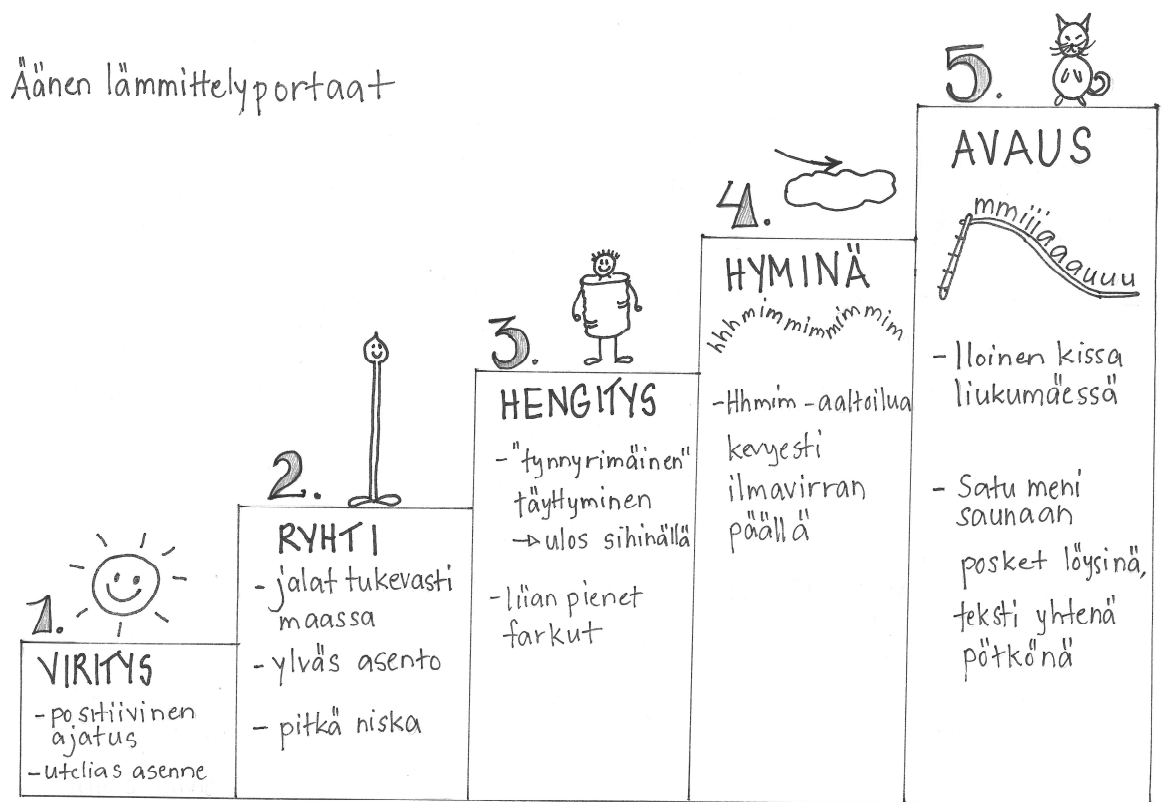 Äänen lämmittelyportaat
1.
VIRITYS
- positiivinen
ajatus
- utelias asenne
2.
RYHTI
- jalat tukevasti
maassa
- ylväs asento
- pitkä niska
3.
HENGITYS
- "tynnyrimäinen"
täyttyminen
→ ulos sihinällä
- liian pienet
farkut
4.
HYMINÄ
hhhmimmimmimmim
- Hhmim - aaltoilua
kevyesti
ilmavirran
päällä
5.
AVAUS
mmiiiaaauuu
- Iloinen kissa
liukumäessä
- Satu meni
saunaan
posket löysinä,
teksti yhtenä
pötkönä